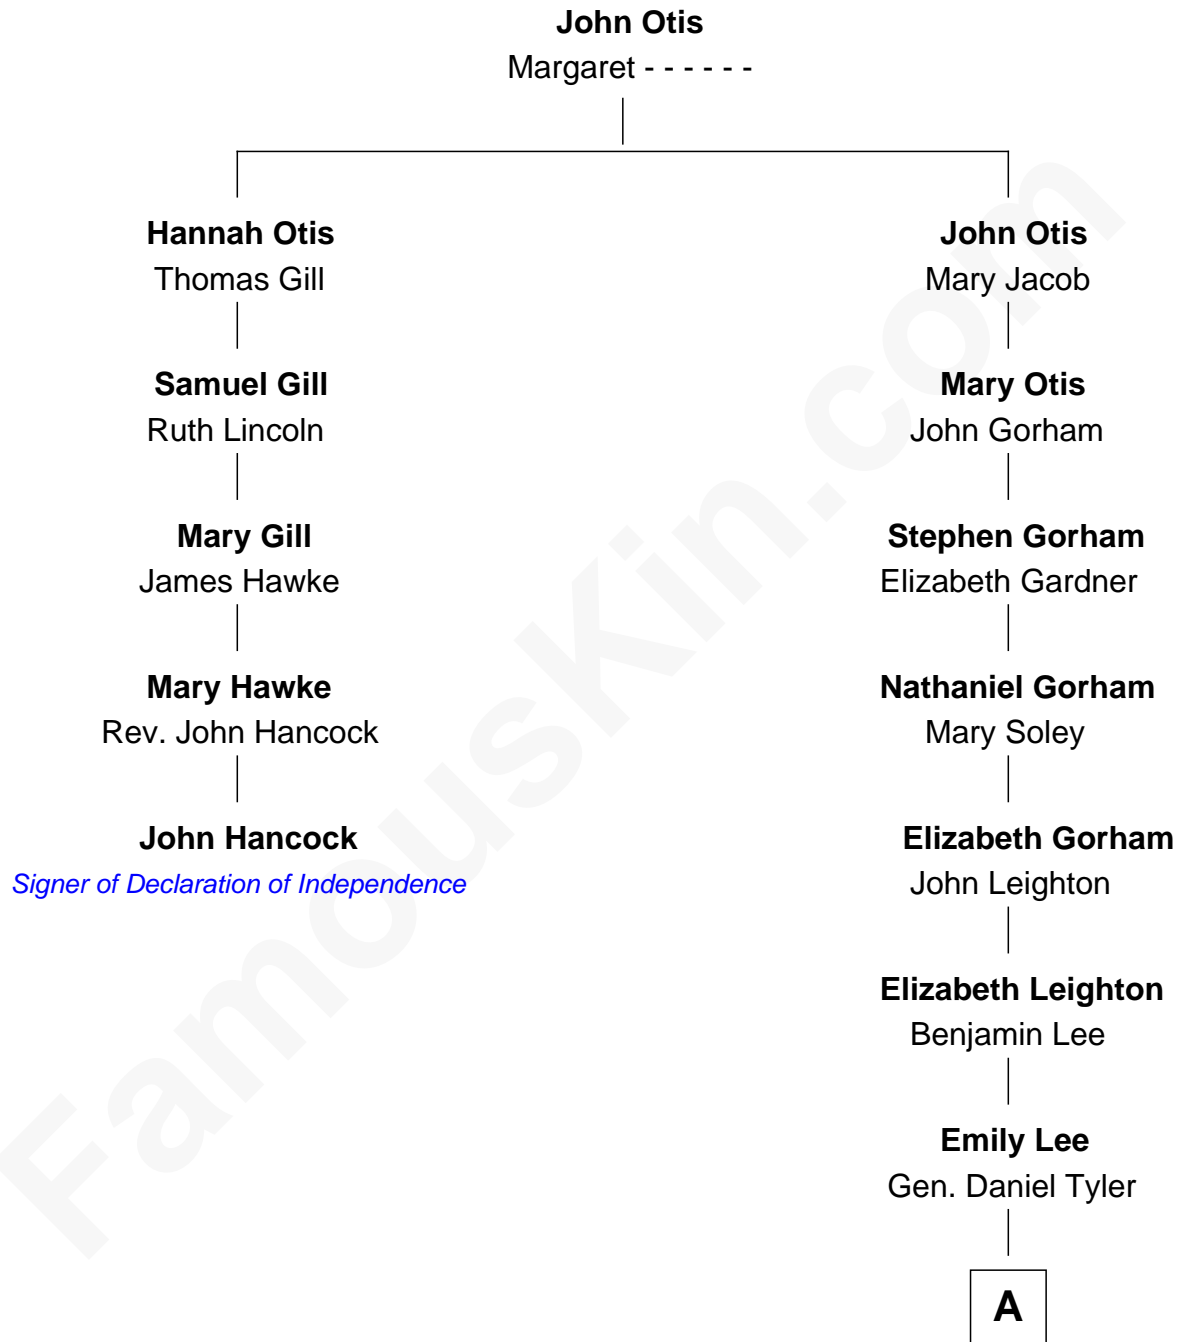 John Otis
Margaret - - - - - -
Hannah Otis
Thomas Gill
Samuel Gill
Ruth Lincoln
Mary Gill
James Hawke
Mary Hawke
Rev. John Hancock
John Hancock
Signer of Declaration of Independence
John Otis
Mary Jacob
Mary Otis
John Gorham
Stephen Gorham
Elizabeth Gardner
Nathaniel Gorham
Mary Soley
Elizabeth Gorham
John Leighton
Elizabeth Leighton
Benjamin Lee
Emily Lee
Gen. Daniel Tyler
A
FamousKin.com